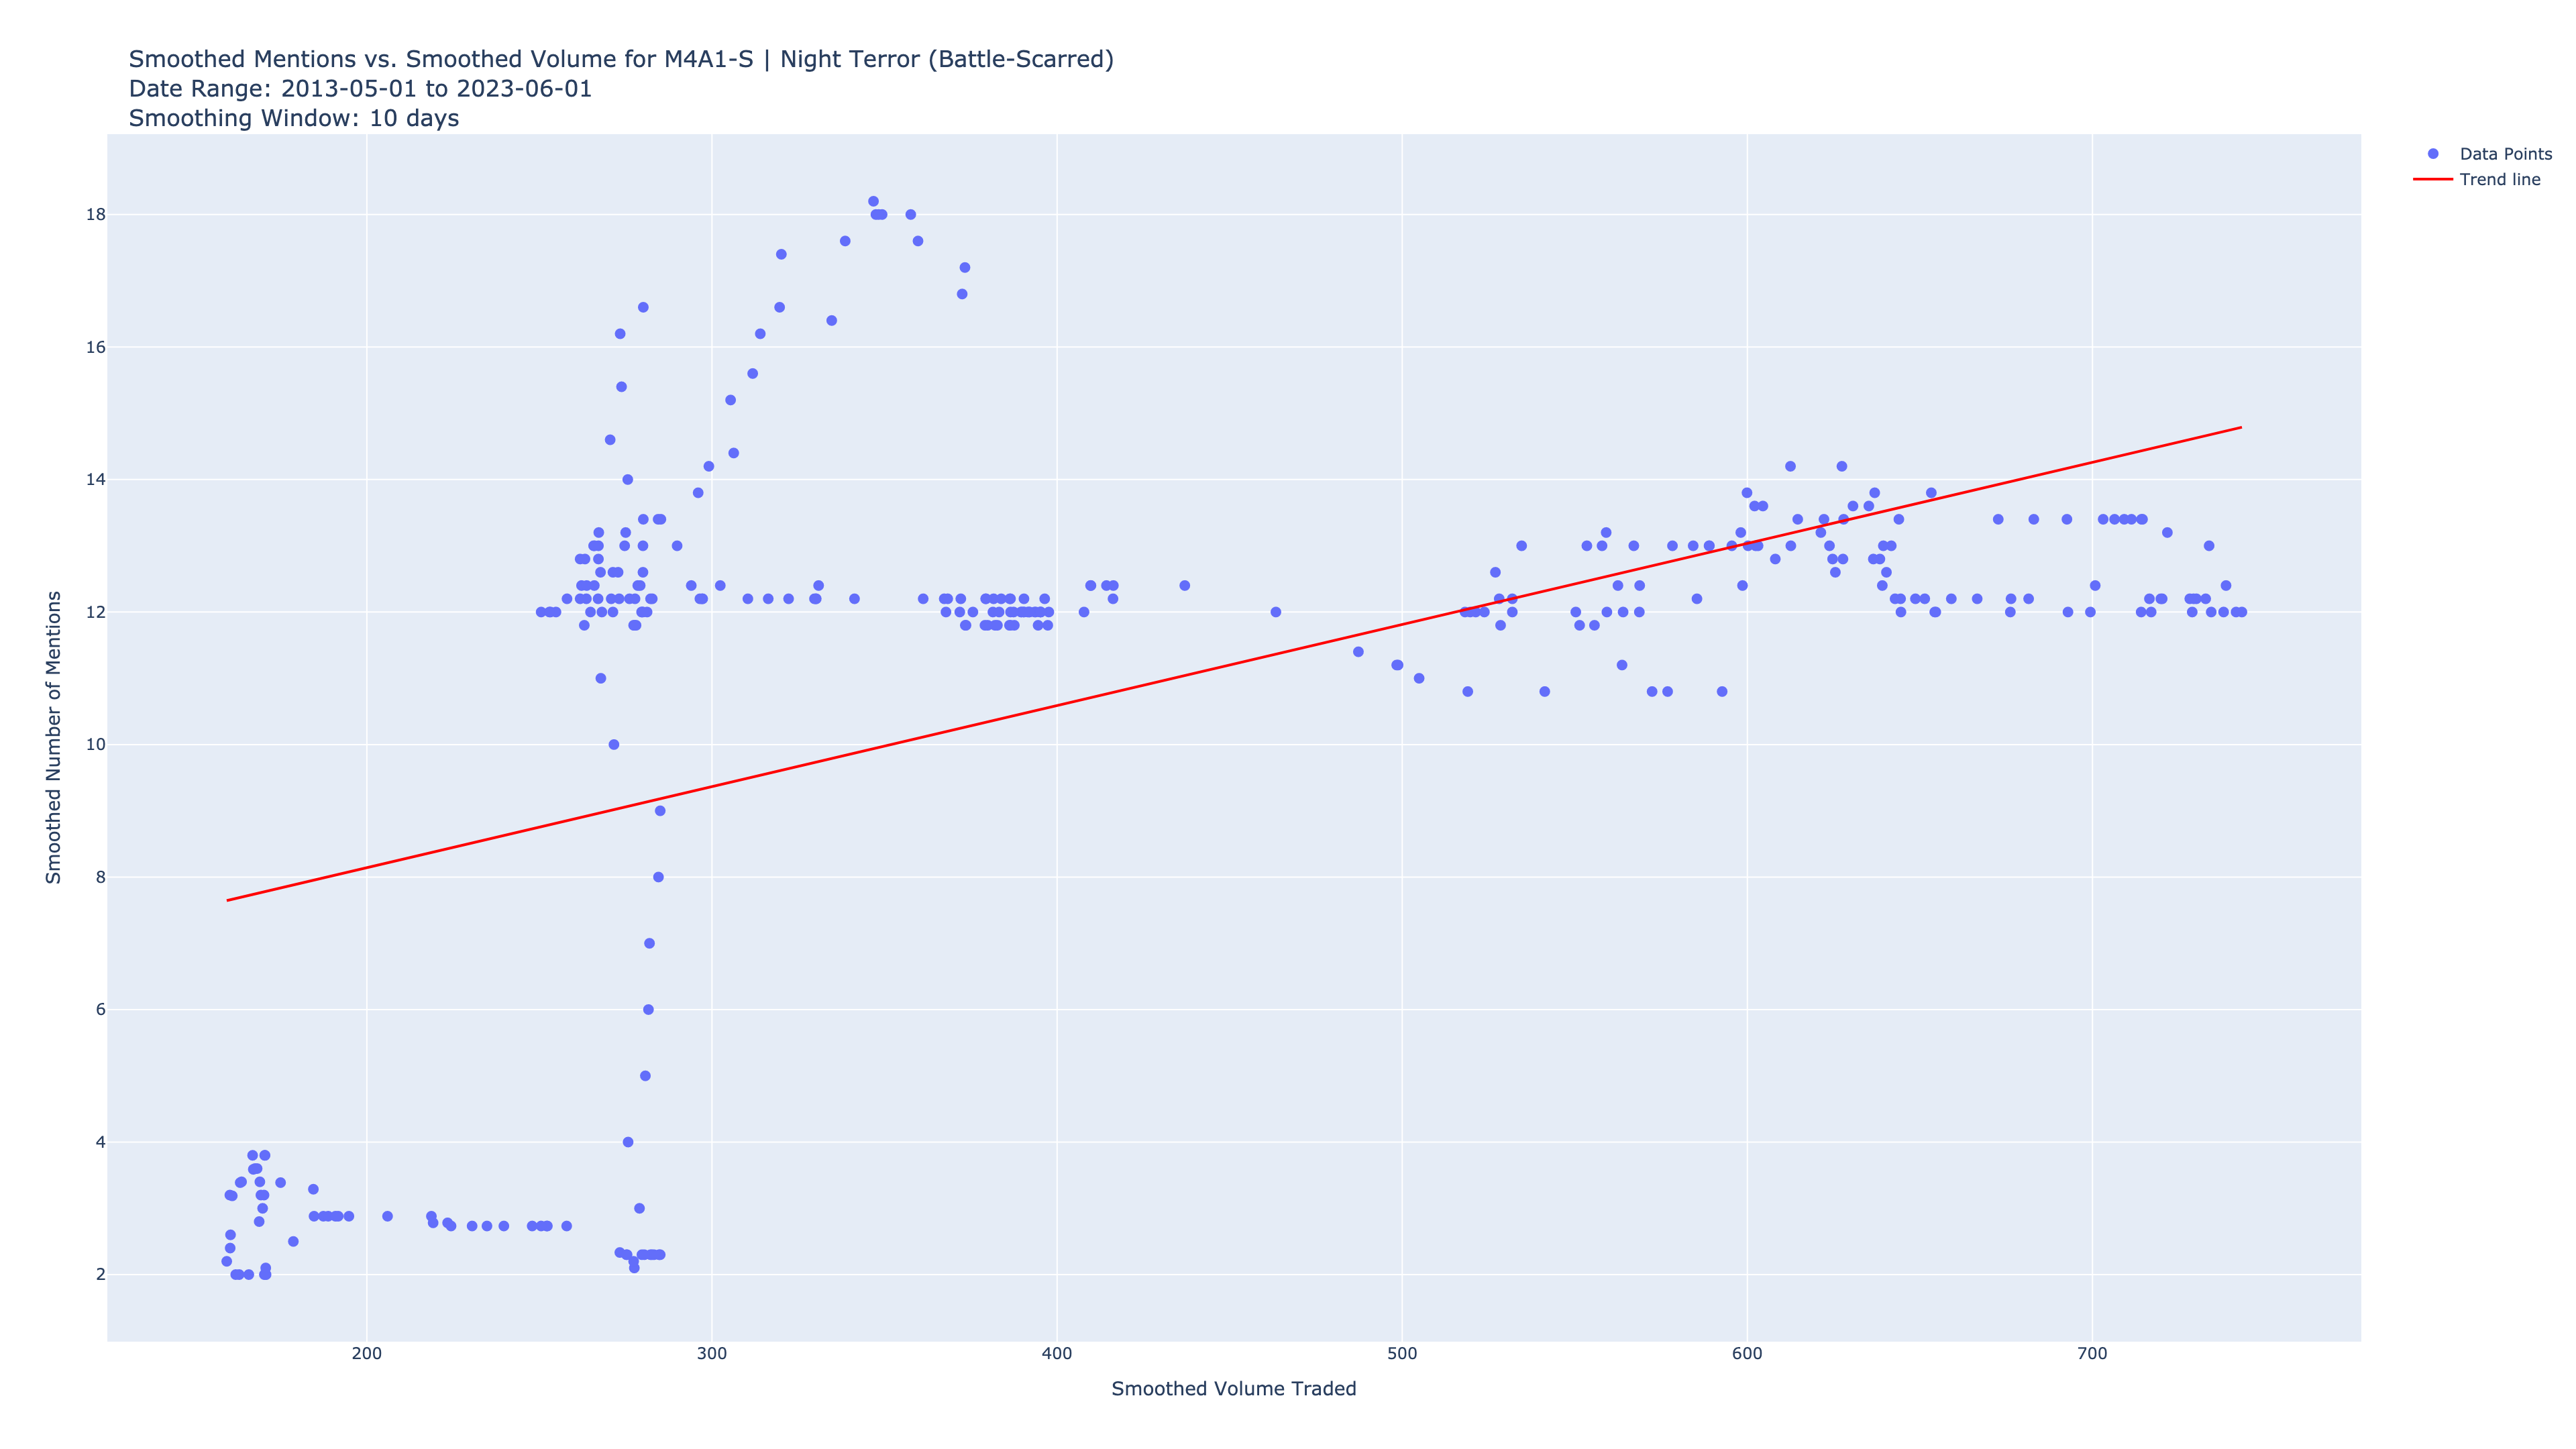 Smoothed Mentions vs. Smoothed Volume for M4A1-S | Night Terror (Battle-Scarred)
Date Range: 2013-05-01 to 2023-06-01
Smoothing Window: 10 days
Data Points
Trend line
18
16
14
12
10
8
6
4
2
Smoothed Number of Mentions
200
300
400
500
600
700
Smoothed Volume Traded